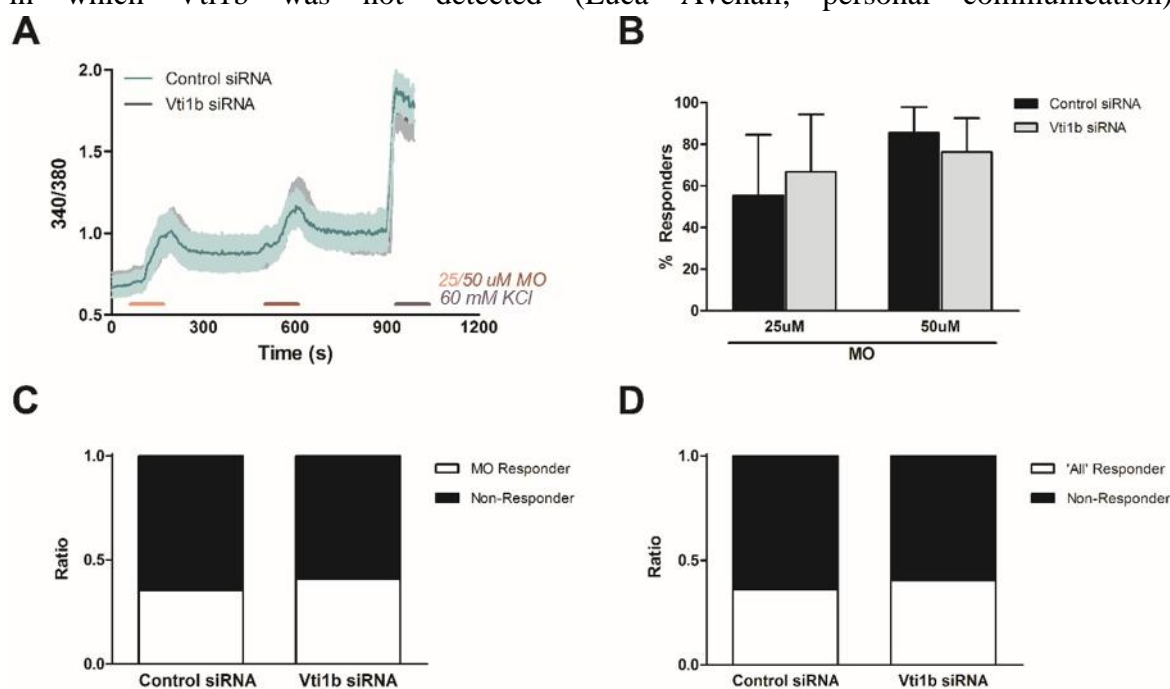 in which Vti1b was not detected (Luca Avenali, personal communication)
A
2.0
1.5
1.0
0.5
340/380
Control siRNA
Vti1b siRNA
25/50 uM MO
60 mM KCl
0 300 600 900 1200
Time (s)
B
100
80
60
40
20
0
% Responders
Control siRNA
Vti1b siRNA
25uM 50uM
MO
C
1.0
0.5
0.0
Ratio
MO Responder
Non-Responder
Control siRNA Vti1b siRNA
D
1.0
0.5
0.0
Ratio
'All' Responder
Non-Responder
Control siRNA Vti1b siRNA